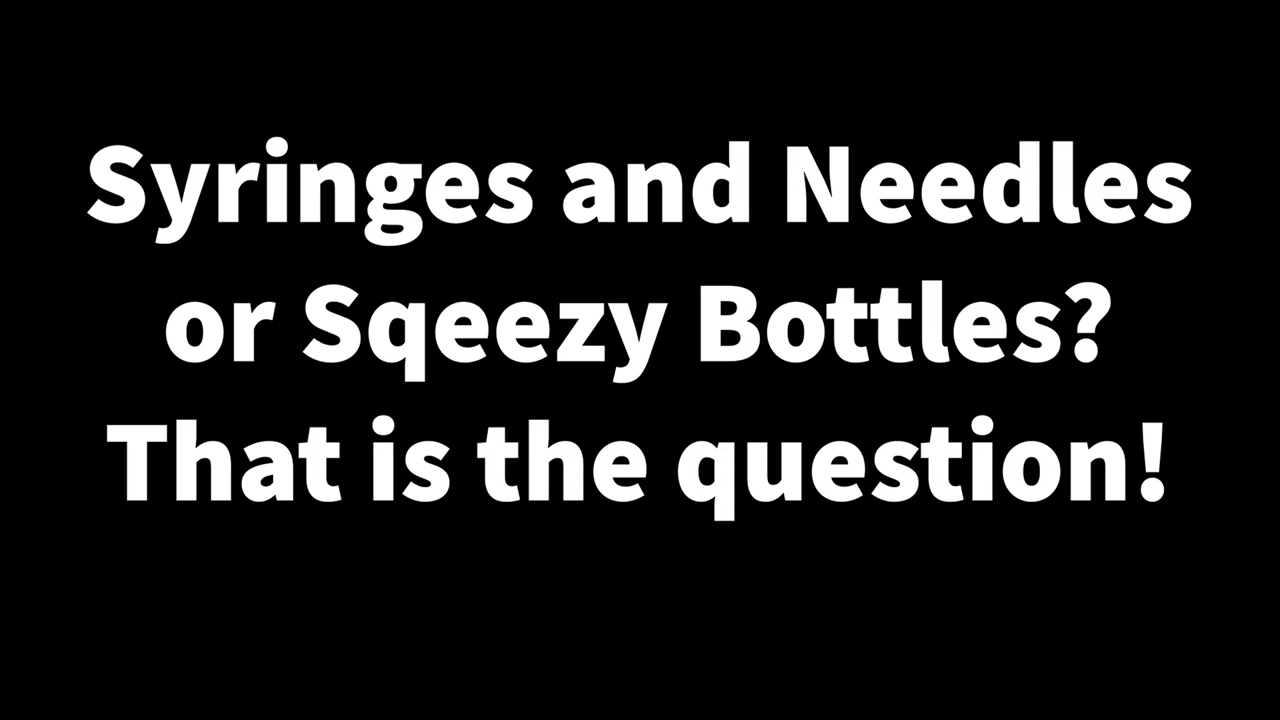 Syringes and Needles
or Sqeezy Bottles?
That is the question!